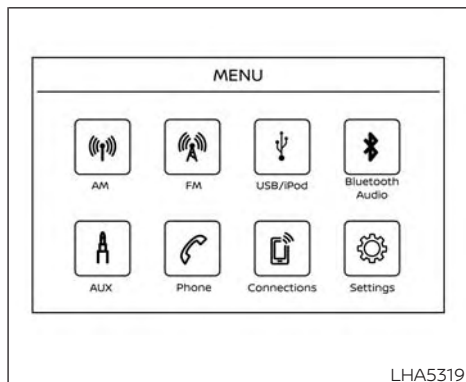 MENU
AM FM USB/iPod Bluetooth
Audio
AUX Phone Connections Settings
LHA5319